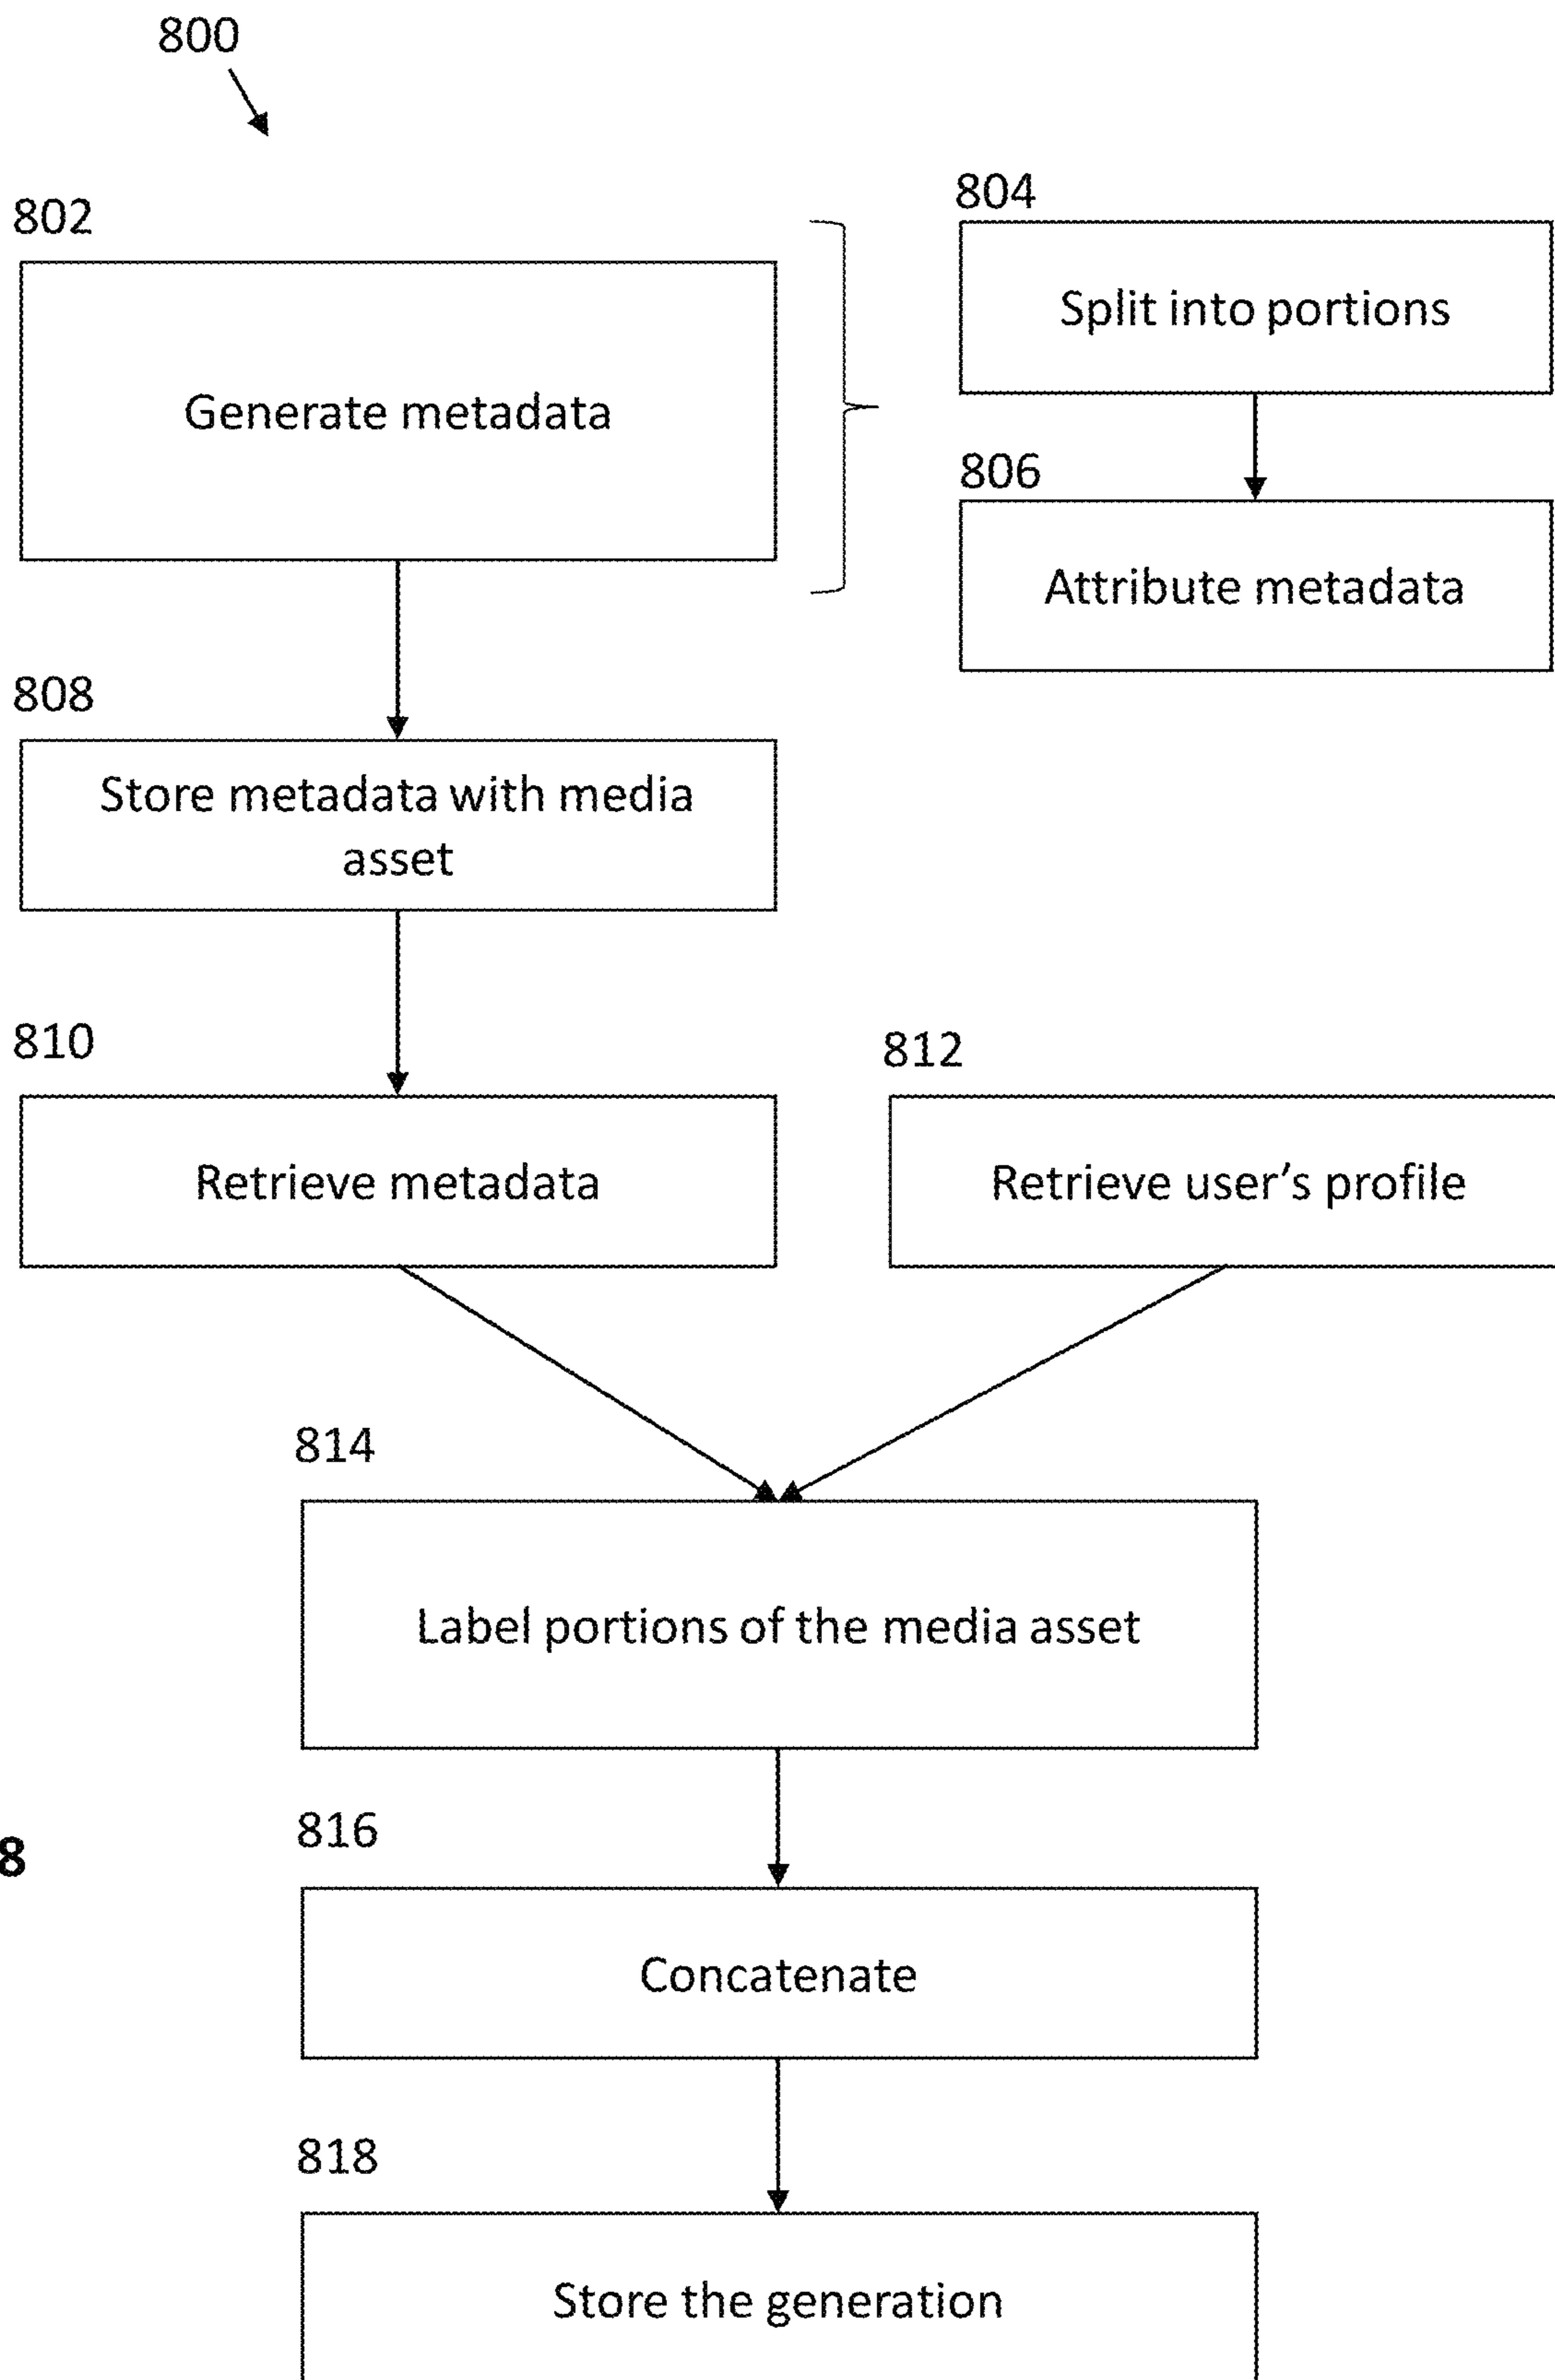 800
802
804
Split into portions
Generate metadata
806
Attribute metadata
808
Store metadata with media
asset
810
812
Retrieve metadata
Retrieve user’s profile
814
Label portions of the media asset
816
8
Concatenate
818
Store the generation